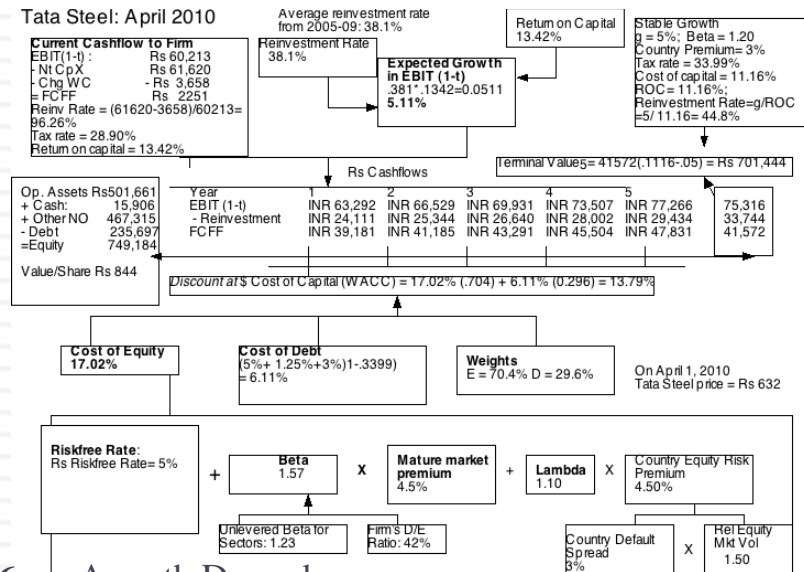 Tata Steel: April 2010
Average reinvestment rate
from 2005-09: 38.1%
Return on Capital
13.42%
Stable Growth
g = 5%; Beta = 1.20
Country Premium= 3%
Tax rate = 33.99%
Cost of capital = 11.16%
ROC= 11.16%;
Reinvestment Rate=g/ROC
=5/ 11.16= 44.8%
Current Cashflow to Firm
EBIT(1-t) : Rs 60,213
- Nt CpX Rs 61,620
- Chg WC - Rs 3,658
= FCFF Rs 2251
Reinv Rate = (61620-3658)/60213=
96.26%
Tax rate = 28.90%
Return on capital = 13.42%
Reinvestment Rate
38.1%
Expected Growth
in EBIT (1-t)
.381*.1342=0.0511
5.11%
Rs Cashflows
Terminal Value5= 41572(.1116-.05) = Rs 701,444
Op. Assets Rs501,661
+ Cash: 15,906
+ Other NO 467,315
- Debt 235,697
=Equity 749,184
Value/Share Rs 844
Year 1 2 3 4 5
EBIT (1-t) INR 63,292 INR 66,529 INR 69,931 INR 73,507 INR 77,266 75,316
- Reinvestment INR 24,111 INR 25,344 INR 26,640 INR 28,002 INR 29,434 33,744
FCFF INR 39,181 INR 41,185 INR 43,291 INR 45,504 INR 47,831 41,572
Discount at $ Cost of Capital (WACC) = 17.02% (.704) + 6.11% (0.296) = 13.79%
Cost of Equity
17.02%
Cost of Debt
(5%+ 1.25%+3%)1-.3399)
= 6.11%
Weights
E = 70.4% D = 29.6%
On April 1, 2010
Tata Steel price = Rs 632
Riskfree Rate:
Rs Riskfree Rate= 5%
+
Beta
1.57
X
Mature market
premium
4.5%
+
Lambda
1.10
X
Country Equity Risk
Premium
4.50%
Unlevered Beta for
Sectors: 1.23
Firm's D/E
Ratio: 42%
Country Default
Spread
3%
X
Rel Equity
Mkt Vol
1.50